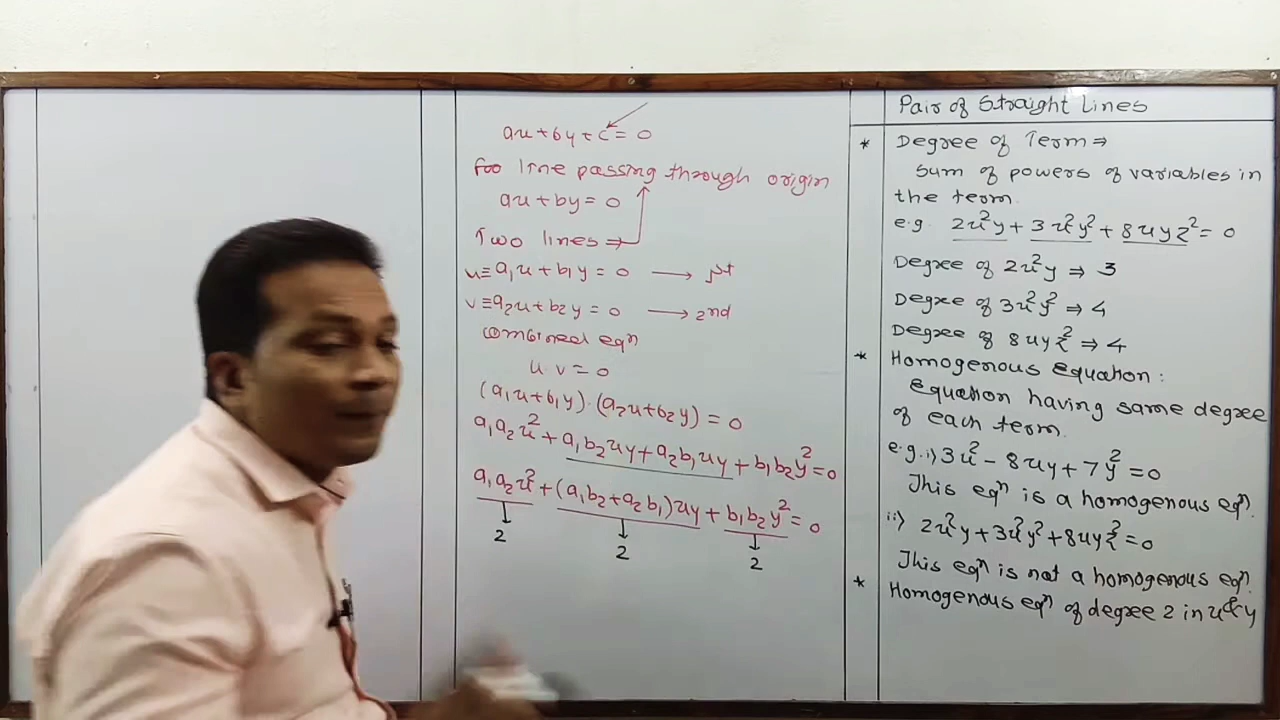 ax + by + c = 0
for line passing through origin
ax + by = 0
Two lines ⇒
u ≡ a₁x + b₁y = 0 → 1st
v ≡ a₂x + b₂y = 0 → 2nd
combined eqn
u · v = 0
(a₁x + b₁y) · (a₂x + b₂y) = 0
a₁a₂x² + a₁b₂xy + a₂b₁xy + b₁b₂y² = 0
a₁a₂x² + (a₁b₂ + a₂b₁)xy + b₁b₂y² = 0
2 2 2
Pair of Straight Lines
* Degree of Term ⇒
Sum of powers of variables in
the term.
e.g. 2x²y + 3x²y² + 8xyz² = 0
Degree of 2x²y ⇒ 3
Degree of 3x²y² ⇒ 4
Degree of 8xyz² ⇒ 4
* Homogenous Equation :
Equation having same degree
of each term.
e.g. i) 3x² - 8xy + 7y² = 0
This eqn is a homogenous eqn.
ii) 2x²y + 3x²y² + 8xyz² = 0
This eqn is not a homogenous eqn.
* Homogenous eqn of degree 2 in x & y